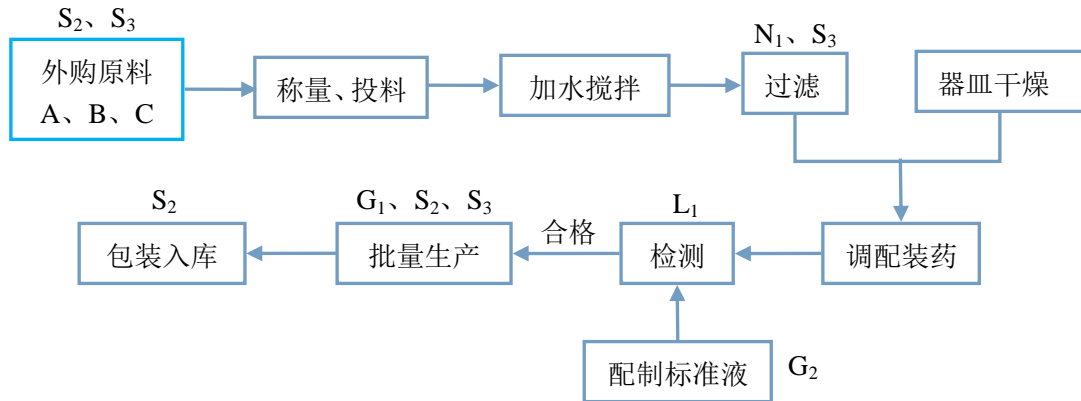 S₂、S₃
外购原料
A、B、C
称量、投料
加水搅拌
N₁、S₃
过滤
器皿干燥
S₂
包装入库
G₁、S₂、S₃
批量生产
合格
L₁
检测
调配装药
配制标准液
G₂